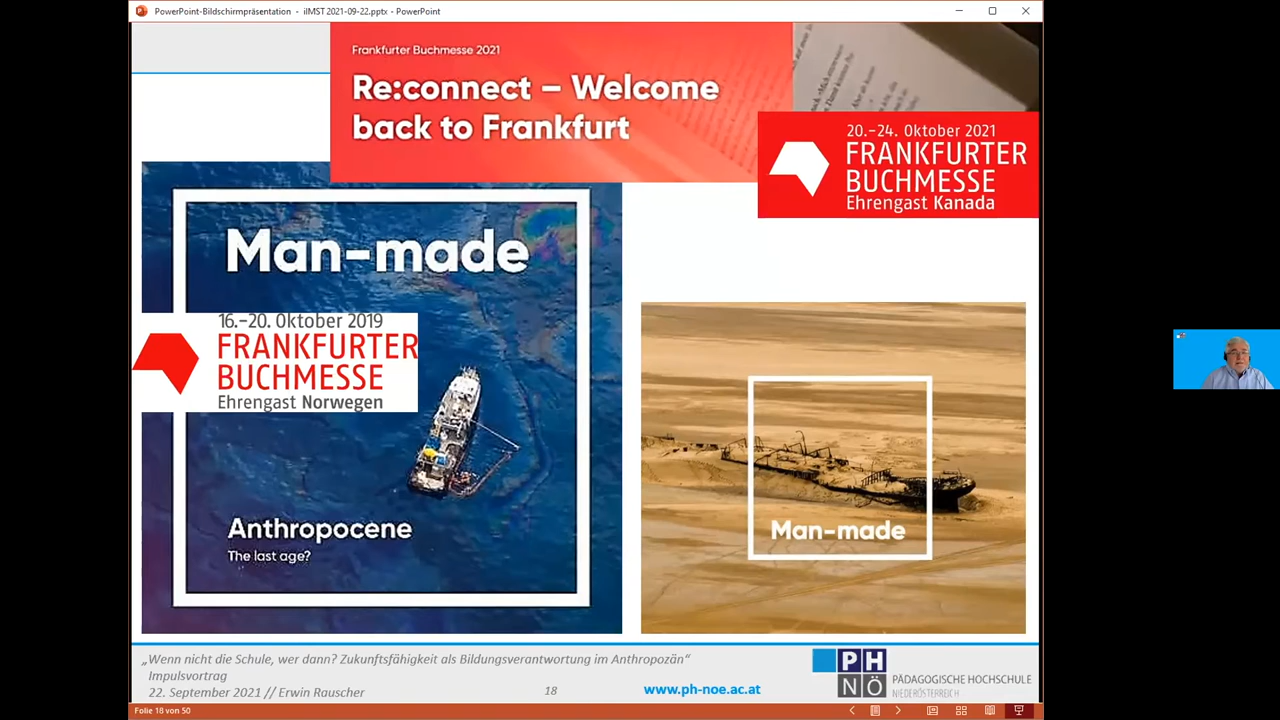 PowerPoint-Bildschirmpräsentation - iIMST 2021-09-22.pptx - PowerPoint
Frankfurter Buchmesse 2021
Re:connect – Welcome
back to Frankfurt
20.–24. Oktober 2021
FRANKFURTER
BUCHMESSE
Ehrengast Kanada
Man-made
16.–20. Oktober 2019
FRANKFURTER
BUCHMESSE
Ehrengast Norwegen
Anthropocene
The last age?
Man-made
„Wenn nicht die Schule, wer dann? Zukunftsfähigkeit als Bildungsverantwortung im Anthropozän“
Impulsvortrag
22. September 2021 // Erwin Rauscher
18
www.ph-noe.ac.at
PH
NÖ
PÄDAGOGISCHE HOCHSCHULE
NIEDERÖSTERREICH
Folie 18 von 50